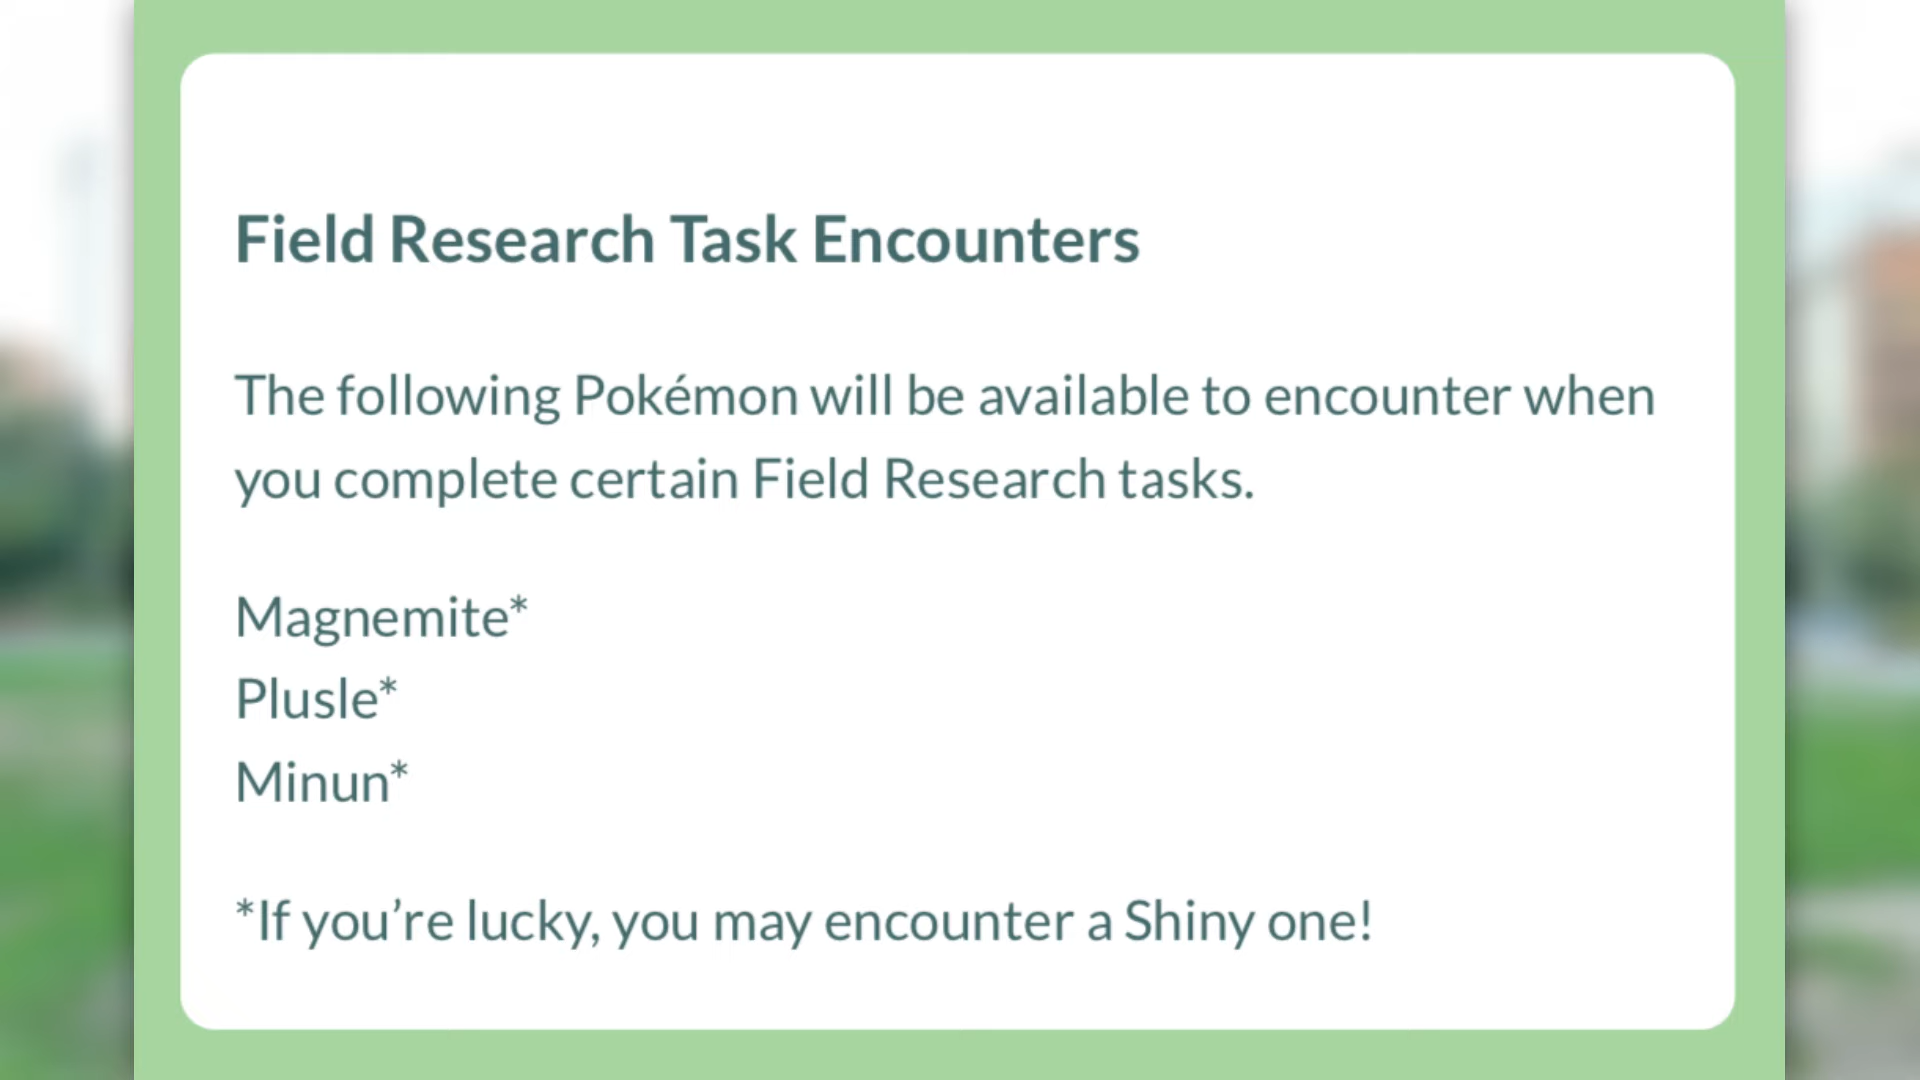 Field Research Task Encounters
The following Pokémon will be available to encounter when
you complete certain Field Research tasks.
Magnemite*
Plusle*
Minun*
*If you’re lucky, you may encounter a Shiny one!